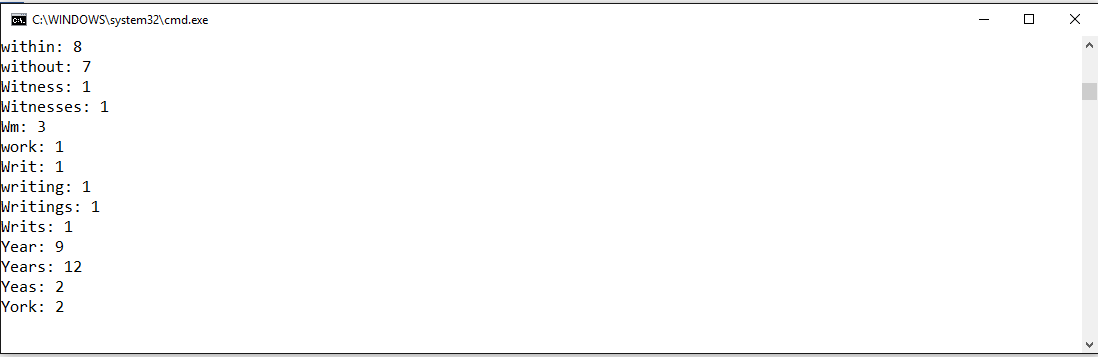 C:\WINDOWS\system32\cmd.exe
within: 8
without: 7
Witness: 1
Witnesses: 1
Wm: 3
work: 1
Writ: 1
writing: 1
Writings: 1
Writs: 1
Year: 9
Years: 12
Yeas: 2
York: 2